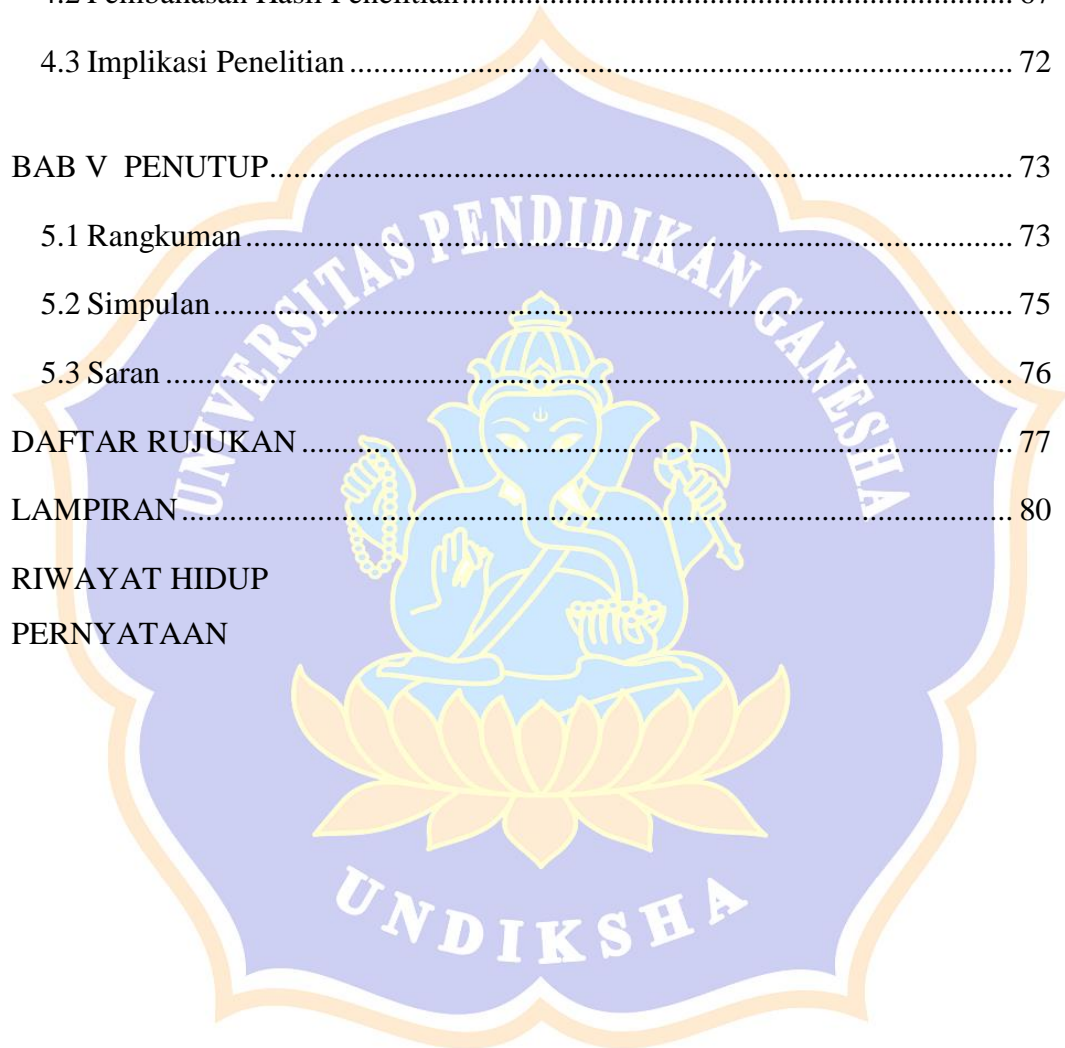 4.3 Implikasi Penelitian ........................................................................ 72
BAB V PENUTUP ........................................................................ 73
5.1 Rangkuman ........................................................................ 73
5.2 Simpulan ........................................................................ 75
5.3 Saran ........................................................................ 76
DAFTAR RUJUKAN ........................................................................ 77
LAMPIRAN ........................................................................ 80
RIWAYAT HIDUP
PERNYATAAN
UNIVERSITAS PENDIDIKAN GANESHA
UNDIKSHA